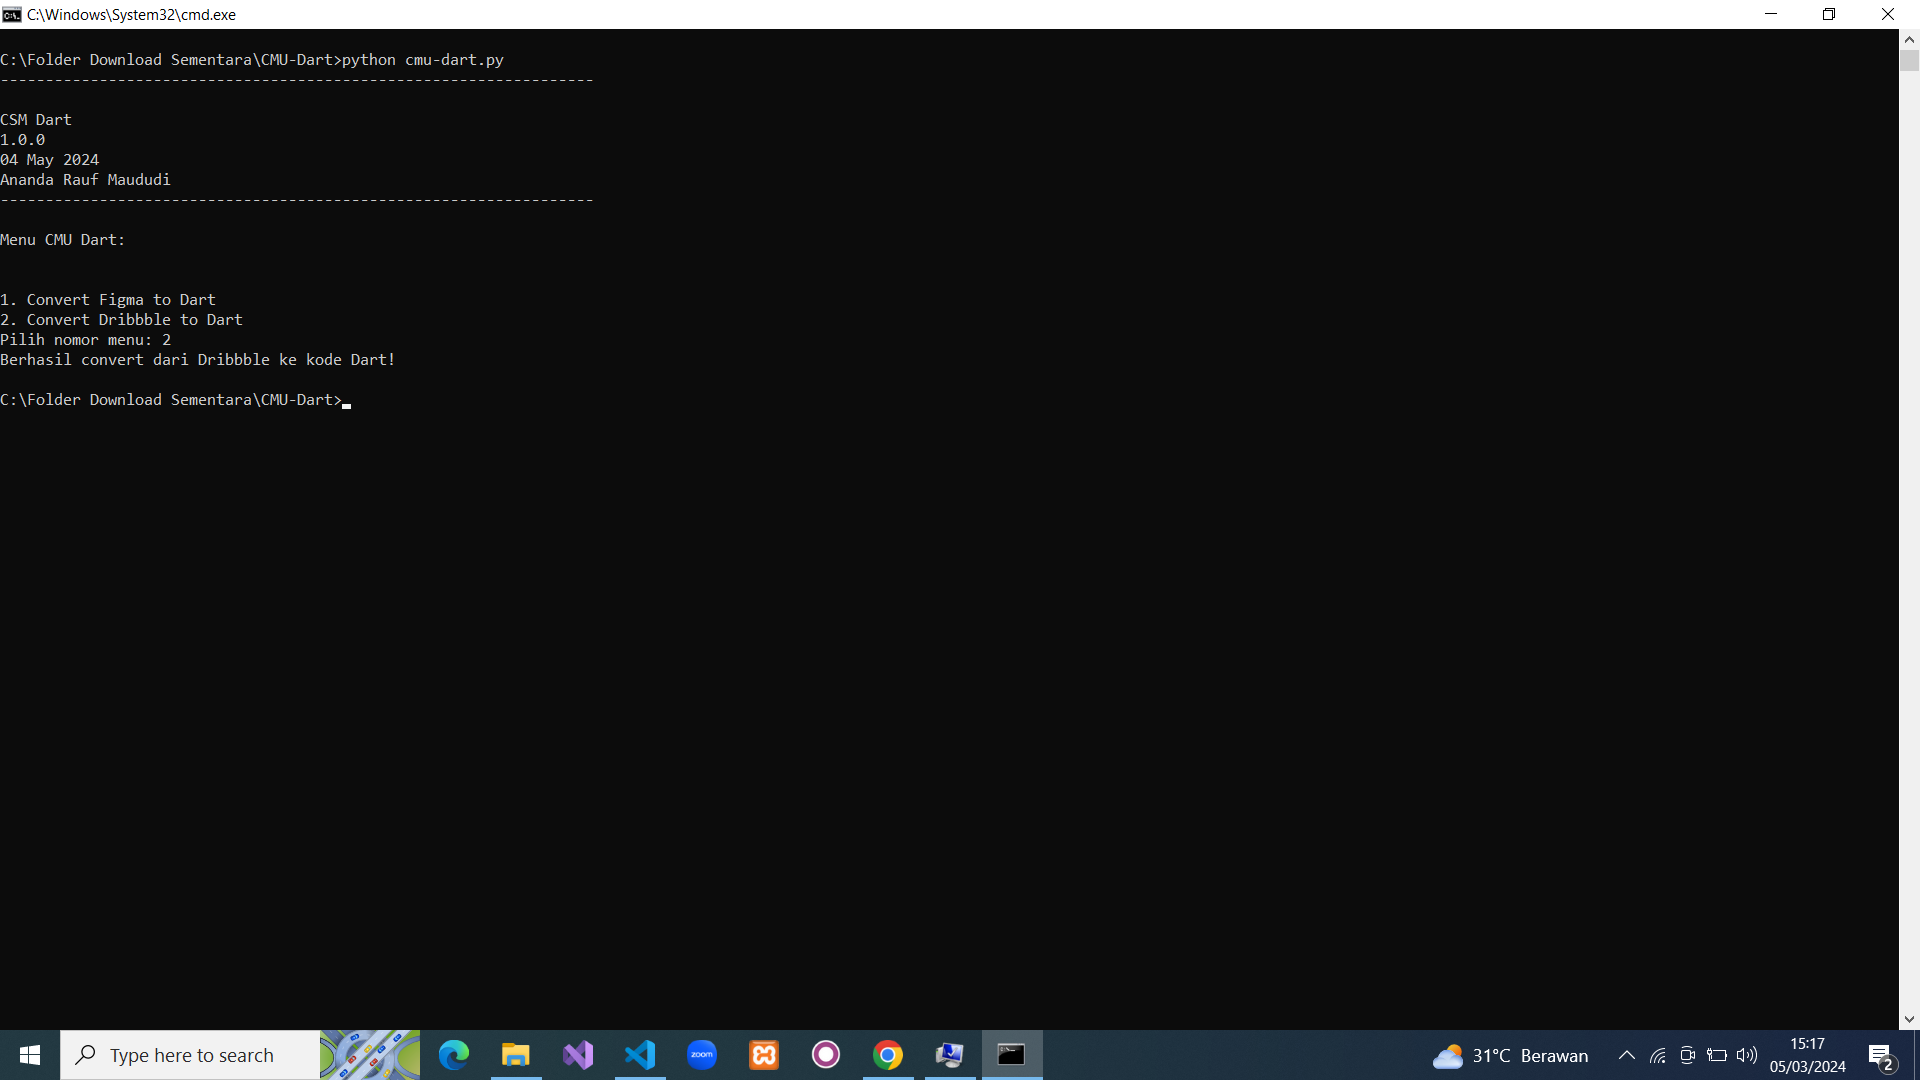 C:\Windows\System32\cmd.exe
C:\Folder Download Sementara\CMU-Dart>python cmu-dart.py
------------------------------------------------------------------
CSM Dart
1.0.0
04 May 2024
Ananda Rauf Maududi
------------------------------------------------------------------
Menu CMU Dart:
1. Convert Figma to Dart
2. Convert Dribbble to Dart
Pilih nomor menu: 2
Berhasil convert dari Dribbble ke kode Dart!
C:\Folder Download Sementara\CMU-Dart>
Type here to search
zoom
31°C Berawan
15:17
05/03/2024
2